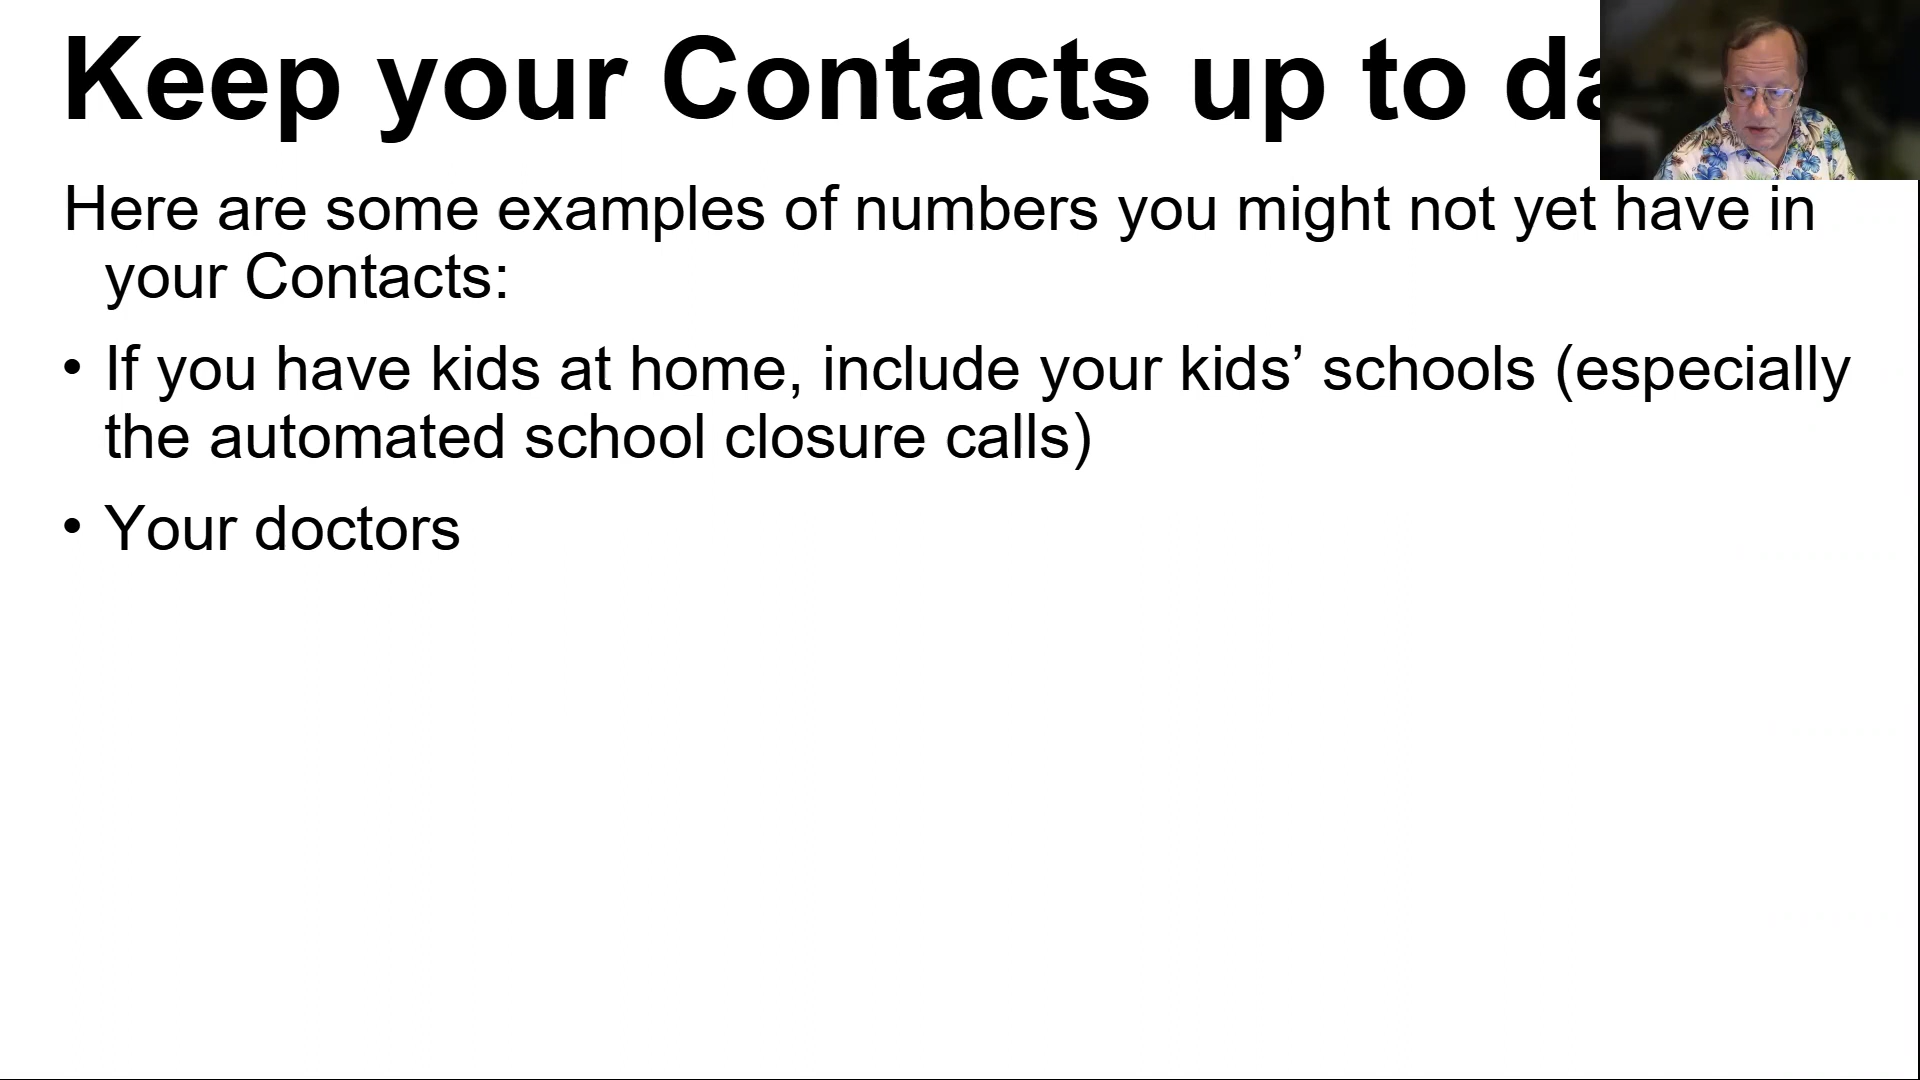 Keep your Contacts up to
Here are some examples of numbers you might not yet have in
your Contacts:
• If you have kids at home, include your kids’ schools (especially
the automated school closure calls)
• Your doctors